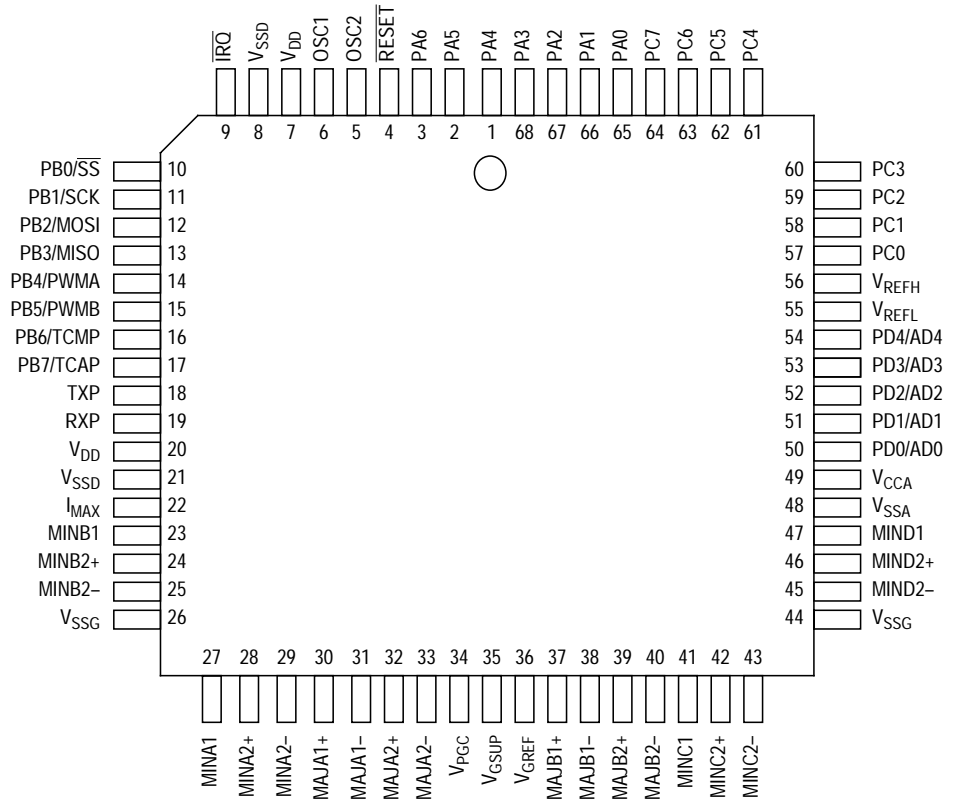 IRQ VSSD VDD OSC1 OSC2 RESET PA6 PA5 PA4 PA3 PA2 PA1 PA0 PC7 PC6 PC5 PC4
9 8 7 6 5 4 3 2 1 68 67 66 65 64 63 62 61
PB0/SS 10 60 PC3
PB1/SCK 11 59 PC2
PB2/MOSI 12 58 PC1
PB3/MISO 13 57 PC0
PB4/PWMA 14 56 VREFH
PB5/PWMB 15 55 VREFL
PB6/TCMP 16 54 PD4/AD4
PB7/TCAP 17 53 PD3/AD3
TXP 18 52 PD2/AD2
RXP 19 51 PD1/AD1
VDD 20 50 PD0/AD0
VSSD 21 49 VCCA
IMAX 22 48 VSSA
MINB1 23 47 MIND1
MINB2+ 24 46 MIND2+
MINB2– 25 45 MIND2–
VSSG 26 44 VSSG
27 28 29 30 31 32 33 34 35 36 37 38 39 40 41 42 43
MINA1 MINA2+ MINA2– MAJA1+ MAJA1– MAJA2+ MAJA2– VPGC VGSUP VGREF MAJB1+ MAJB1– MAJB2+ MAJB2– MINC1 MINC2+ MINC2–